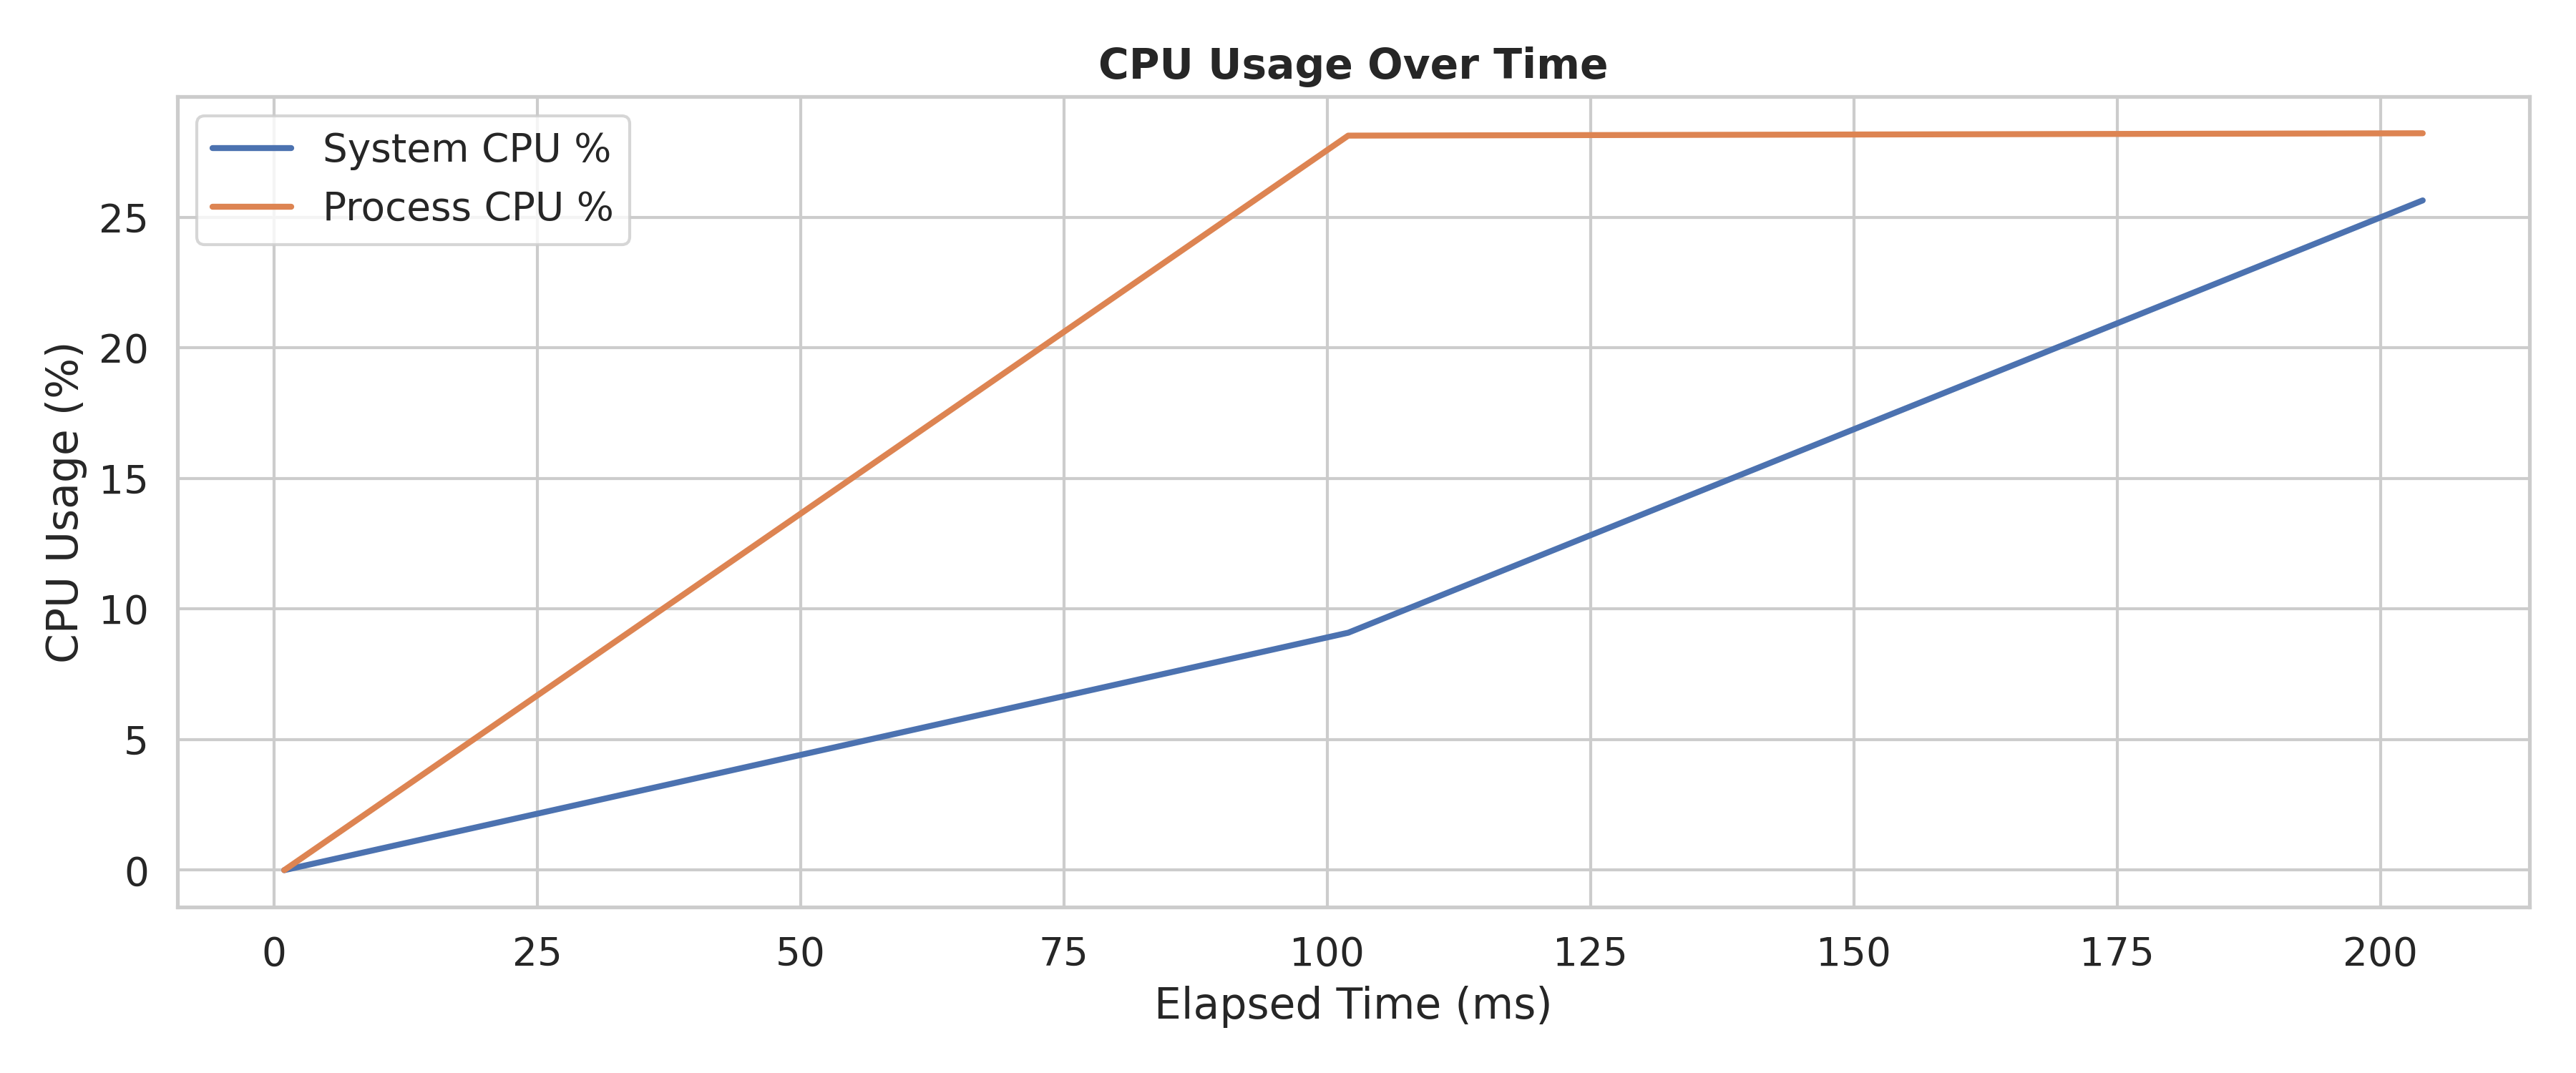 CPU Usage Over Time
System CPU %
Process CPU %
CPU Usage (%)
25
20
15
10
5
0
0 25 50 75 100 125 150 175 200
Elapsed Time (ms)